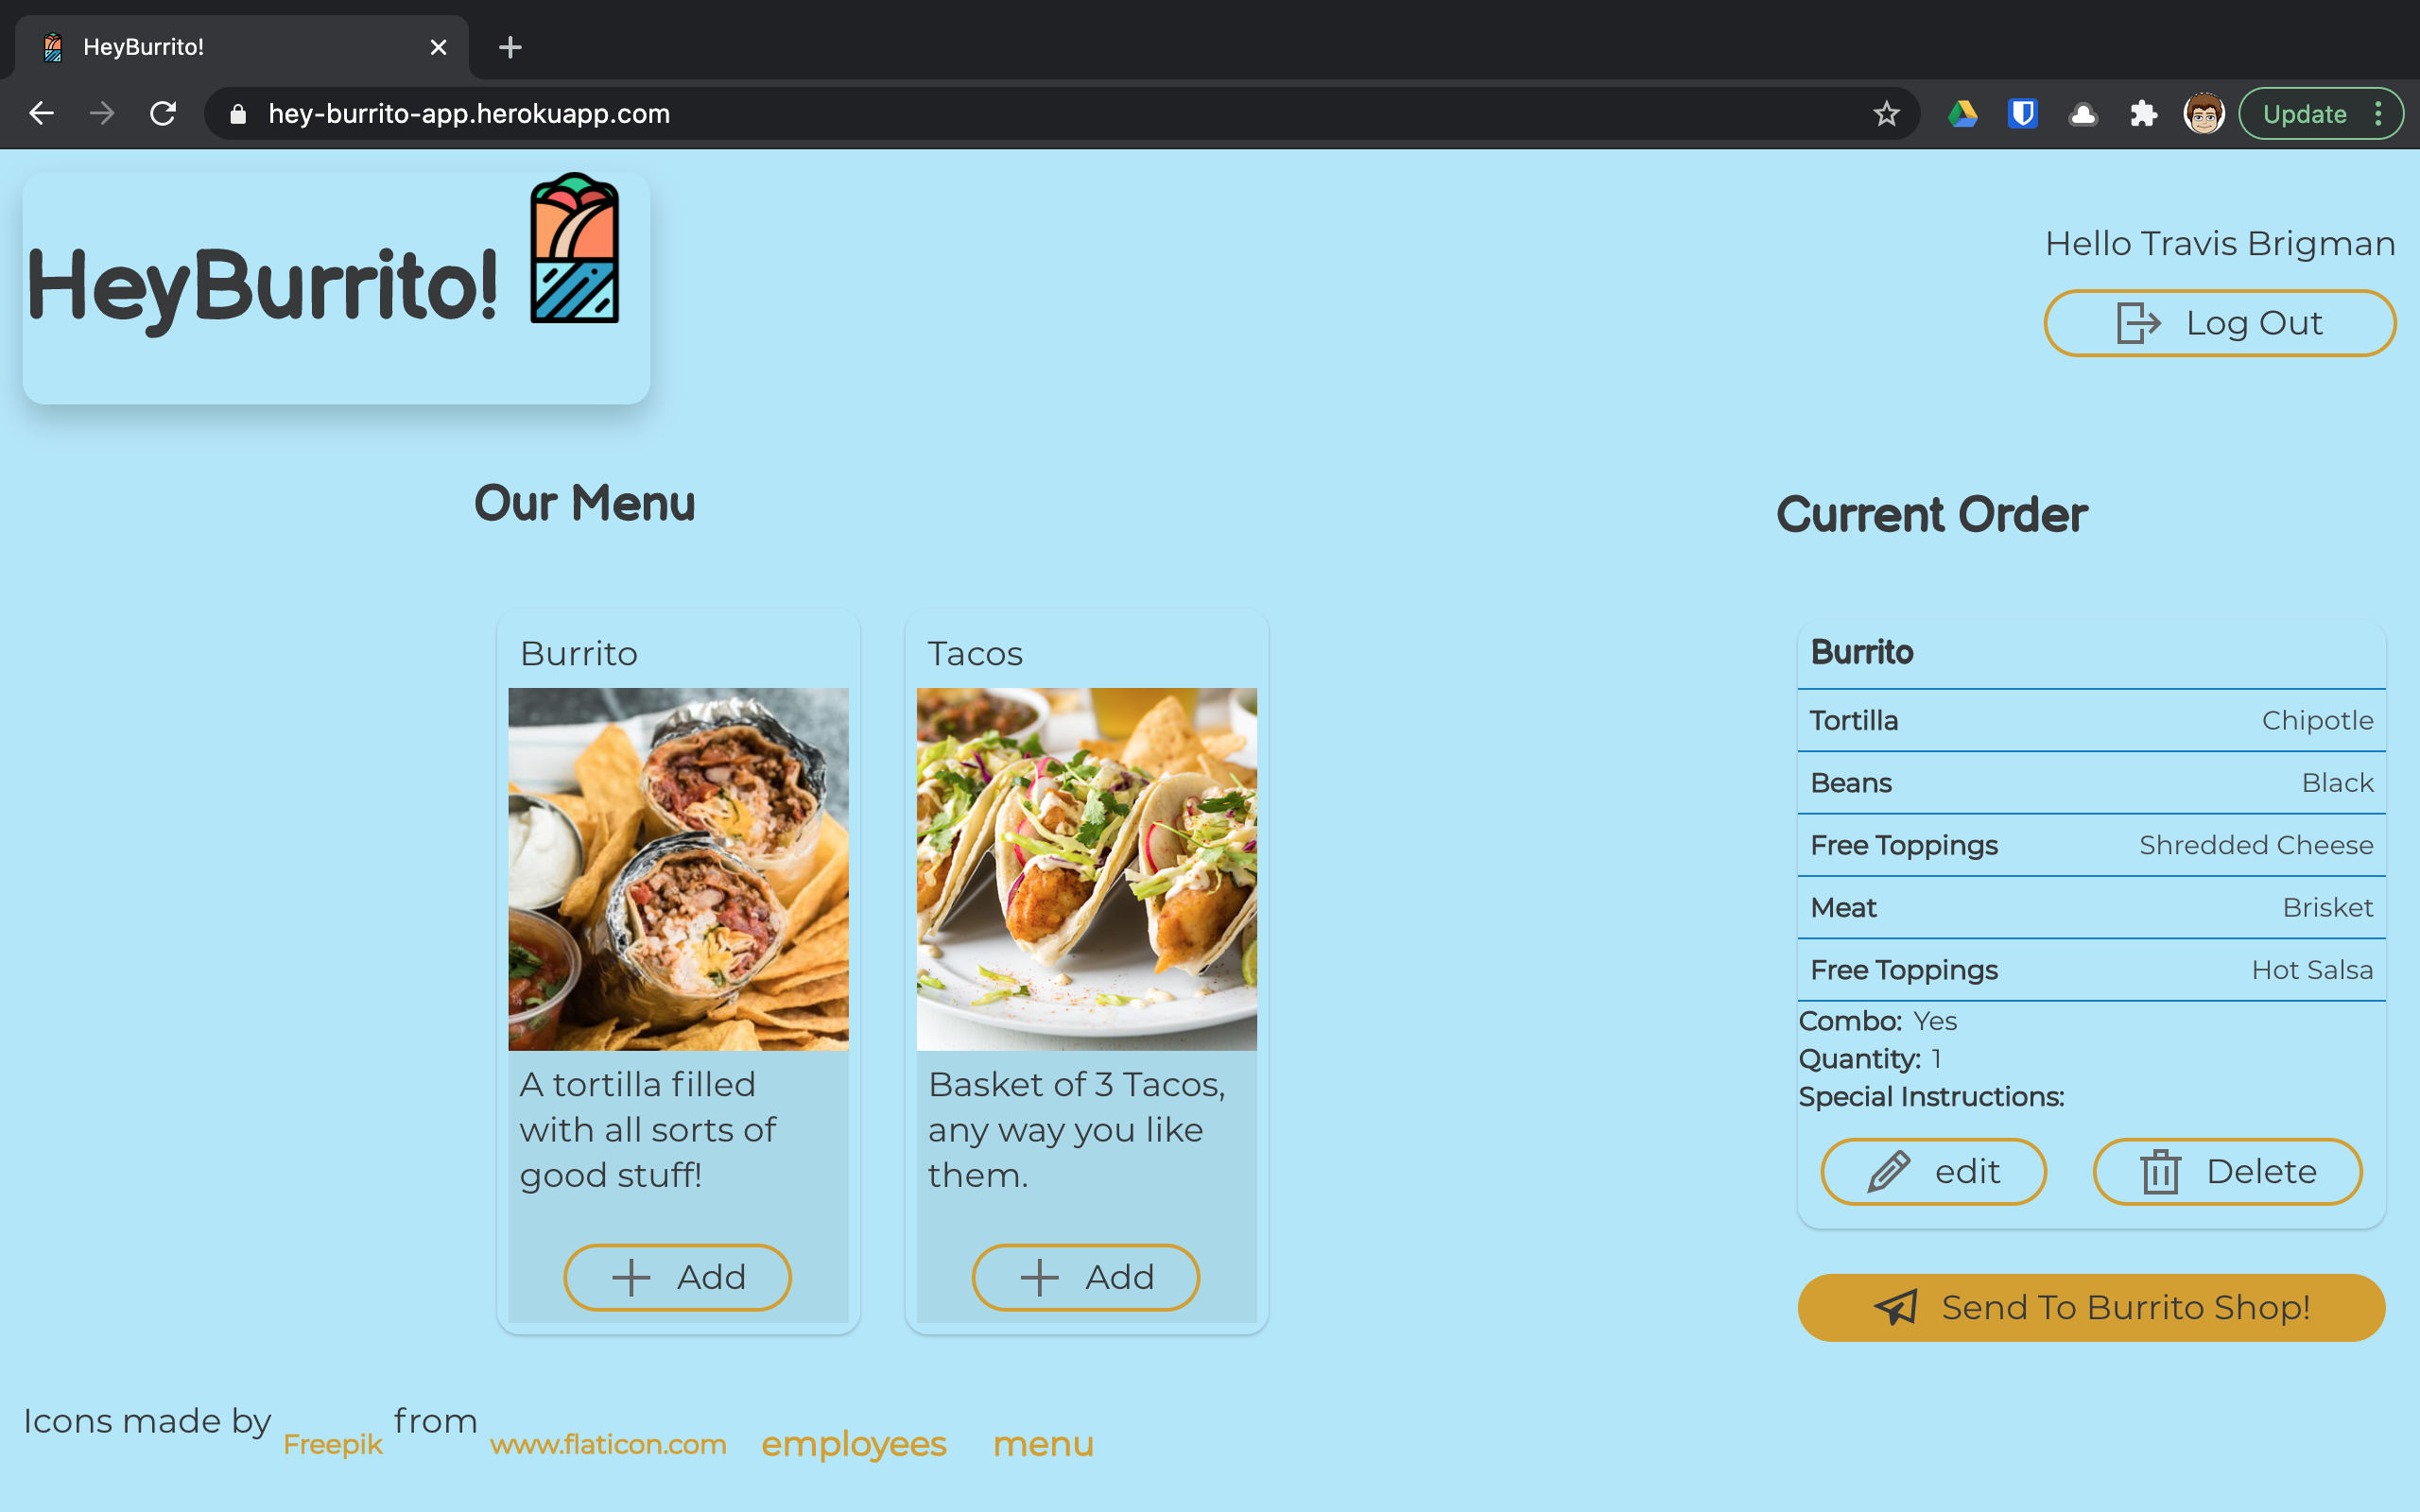 HeyBurrito!
hey-burrito-app.herokuapp.com
Update
HeyBurrito!
Hello Travis Brigman
Log Out
Our Menu
Burrito
A tortilla filled
with all sorts of
good stuff!
Add
Tacos
Basket of 3 Tacos,
any way you like
them.
Add
Current Order
Burrito
Tortilla Chipotle
Beans Black
Free Toppings Shredded Cheese
Meat Brisket
Free Toppings Hot Salsa
Combo: Yes
Quantity: 1
Special Instructions:
edit Delete
Send To Burrito Shop!
Icons made by Freepik from www.flaticon.com employees menu